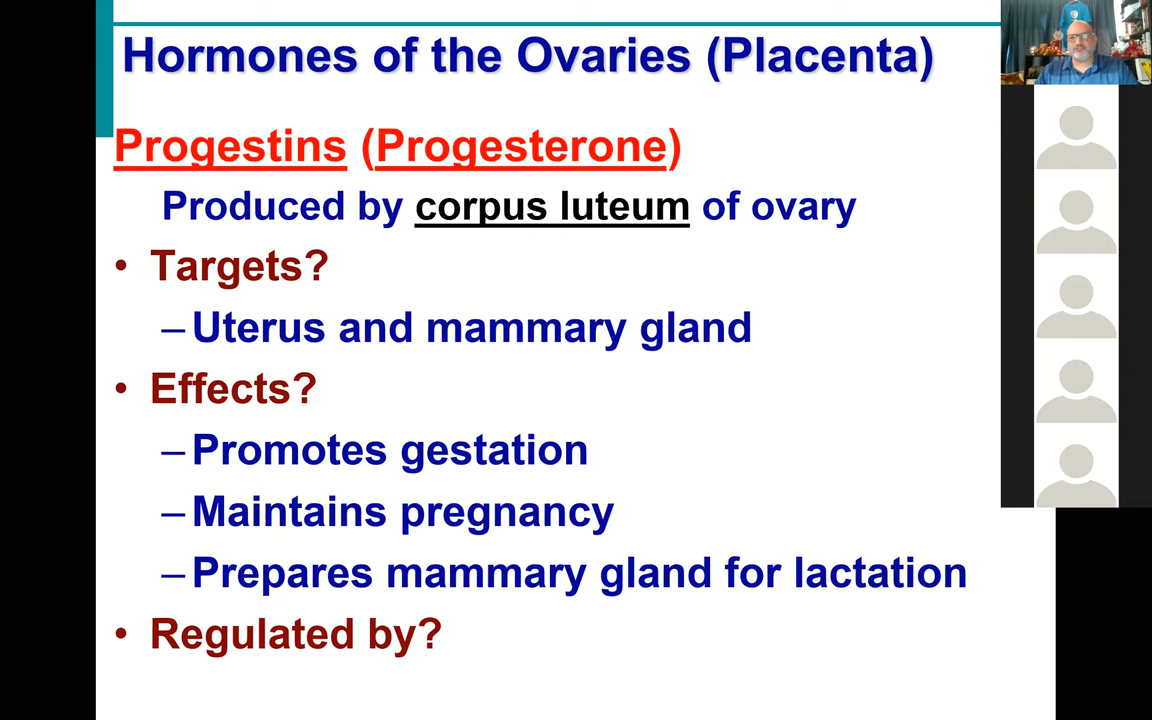 Hormones of the Ovaries (Placenta)
Progestins (Progesterone)
Produced by corpus luteum of ovary
• Targets?
–Uterus and mammary gland
• Effects?
–Promotes gestation
–Maintains pregnancy
–Prepares mammary gland for lactation
• Regulated by?